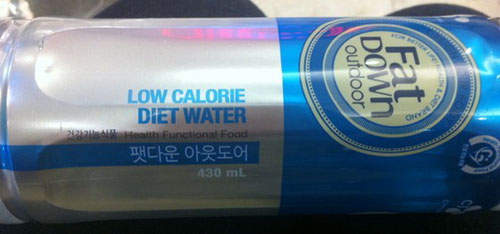 LOW CALORIE
DiET WATER
건강기능식품 Health Functional Food
팻다운 아웃도어
430 mL
Fat
DOWN
outdoor